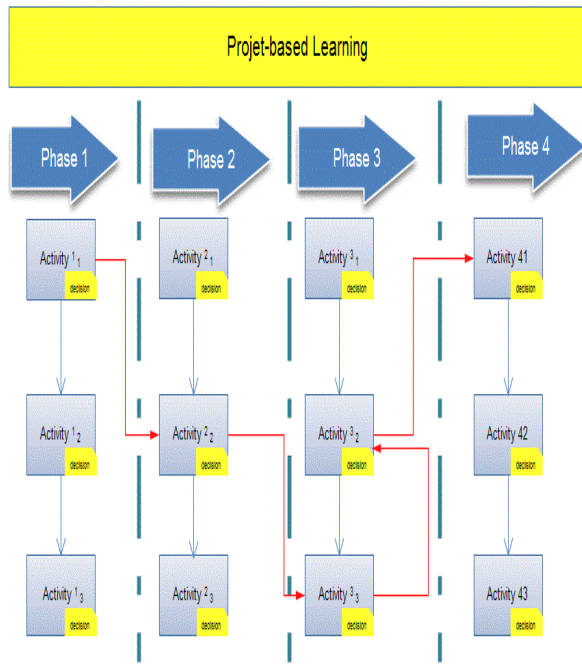 Projet-based Learning
Phase 1
Phase 2
Phase 3
Phase 4
Activity ¹ ₁
decision
Activity ² ₁
decision
Activity ³ ₁
decision
Activity 41
decision
Activity ¹ ₂
decision
Activity ² ₂
decision
Activity ³ ₂
decision
Activity 42
decision
Activity ¹ ₃
decision
Activity ² ₃
decision
Activity ³ ₃
decision
Activity 43
decision